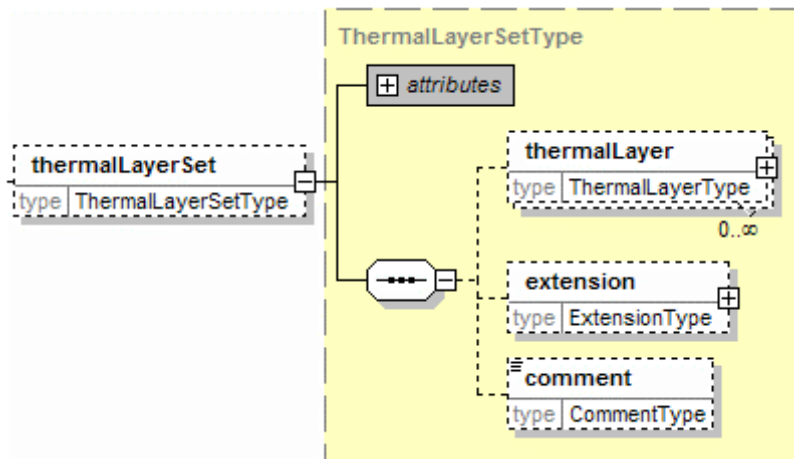 ThermalLayerSetType
attributes
thermalLayerSet
type ThermalLayerSetType
thermalLayer
type ThermalLayerType
0..∞
extension
type ExtensionType
comment
type CommentType